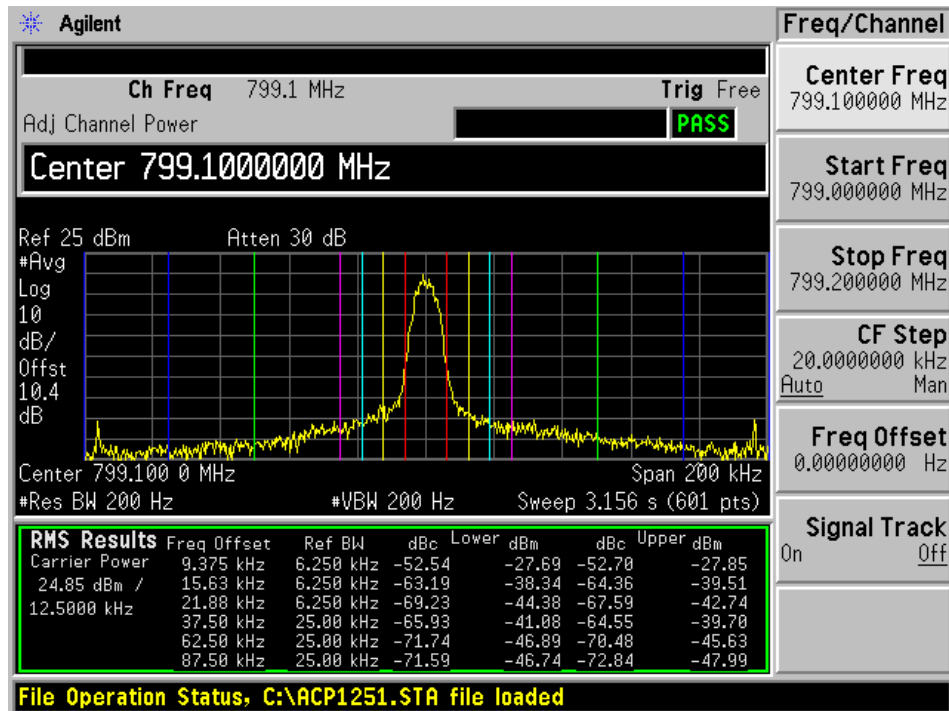 Agilent
Freq/Channel
Ch Freq 799.1 MHz Trig Free
Adj Channel Power PASS
Center 799.1000000 MHz
Ref 25 dBm Atten 30 dB
#Avg
Log
10
dB/
Offst
10.4
dB
Center 799.100 0 MHz Span 200 kHz
#Res BW 200 Hz #VBW 200 Hz Sweep 3.156 s (601 pts)
RMS Results Freq Offset Ref BW dBc Lower dBm dBc Upper dBm
Carrier Power 9.375 kHz 6.250 kHz -52.54 -27.69 -52.70 -27.85
24.85 dBm / 15.63 kHz 6.250 kHz -63.19 -38.34 -64.36 -39.51
12.5000 kHz 21.88 kHz 6.250 kHz -69.23 -44.38 -67.59 -42.74
37.50 kHz 25.00 kHz -65.93 -41.08 -64.55 -39.70
62.50 kHz 25.00 kHz -71.74 -46.89 -70.48 -45.63
87.50 kHz 25.00 kHz -71.59 -46.74 -72.84 -47.99
File Operation Status, C:\ACP1251.STA file loaded
Center Freq
799.100000 MHz
Start Freq
799.000000 MHz
Stop Freq
799.200000 MHz
CF Step
20.0000000 kHz
Auto Man
Freq Offset
0.00000000 Hz
Signal Track
On Off